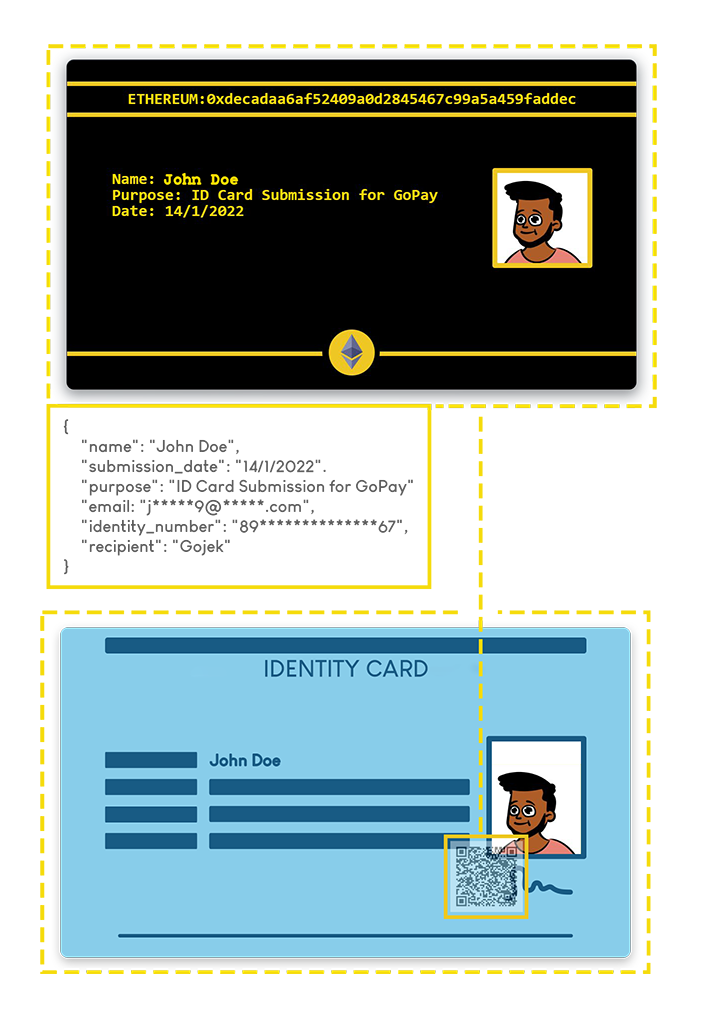 ETHEREUM:0xdecadaa6af52409a0d2845467c99a5a459faddec
Name: John Doe
Purpose: ID Card Submission for GoPay
Date: 14/1/2022
{
"name": "John Doe",
"submission_date": "14/1/2022".
"purpose": "ID Card Submission for GoPay"
"email: "j*****9@*****.com",
"identity_number": "89**************67",
"recipient": "Gojek"
}
IDENTITY CARD
John Doe